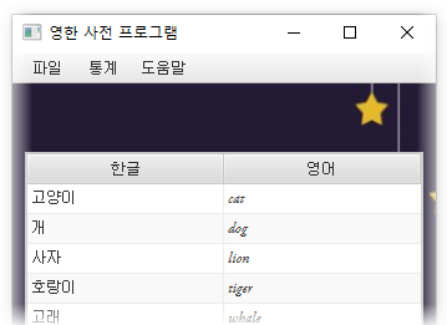 영한 사전 프로그램
파일 통계 도움말
한글 영어
고양이 cat
개 dog
사자 lion
호랑이 tiger
고래 whale